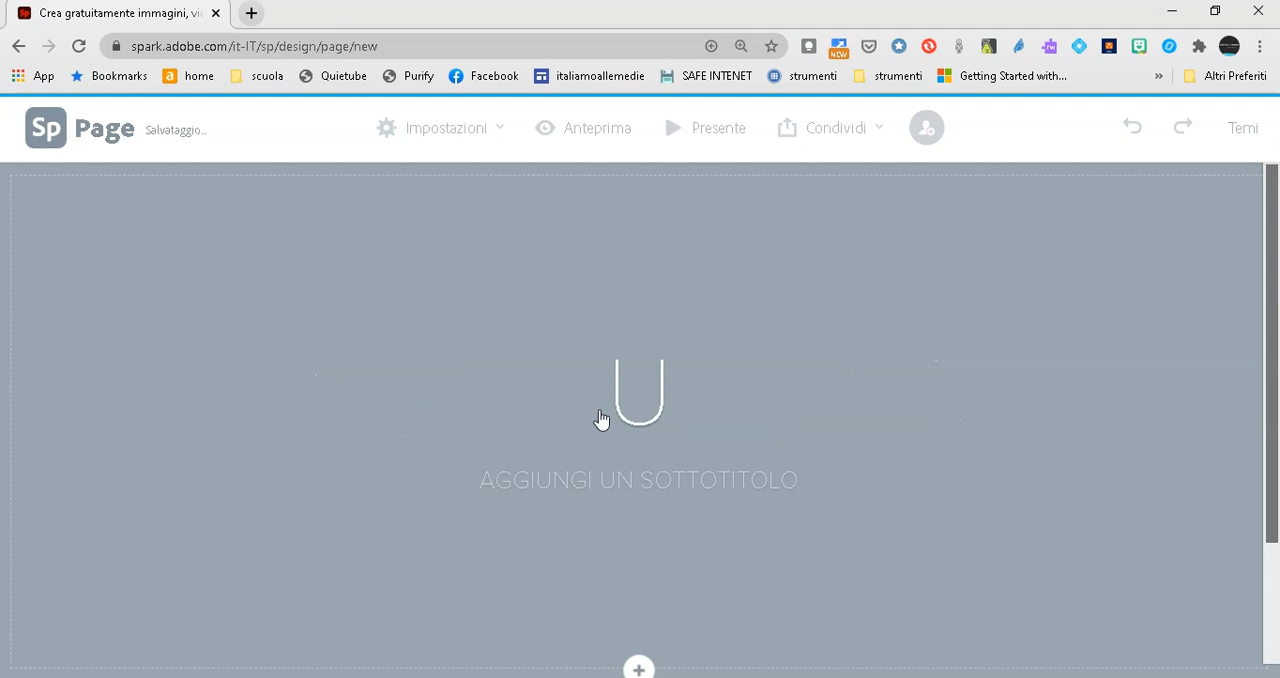 Crea gratuitamente immagini, vi
spark.adobe.com/it-IT/sp/design/page/new
App Bookmarks home scuola Quietube Purify Facebook italiamoallemedie SAFE INTENET strumenti strumenti Getting Started with... » Altri Preferiti
NEW
Sp Page Salvataggio... Impostazioni Anteprima Presente Condividi Temi
U
AGGIUNGI UN SOTTOTITOLO